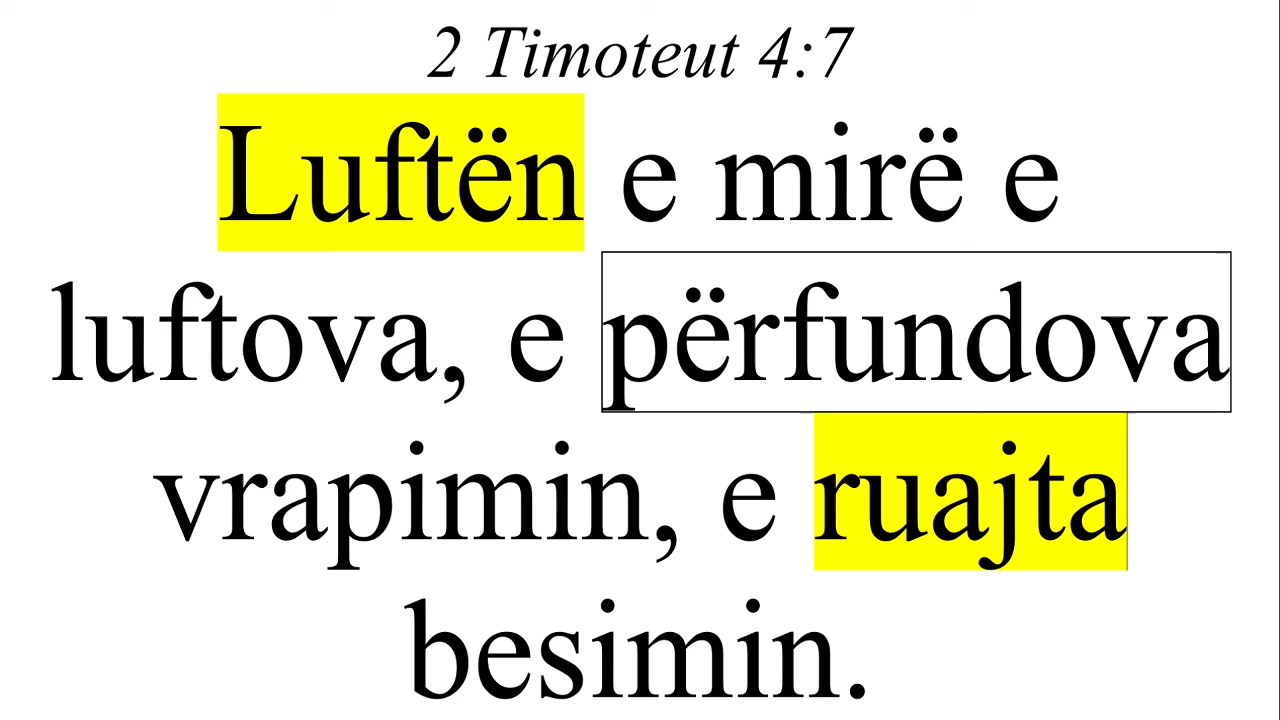 2 Timoteut 4:7
Luftën e mirë e
luftova, e përfundova
vrapimin, e ruajta
besimin.